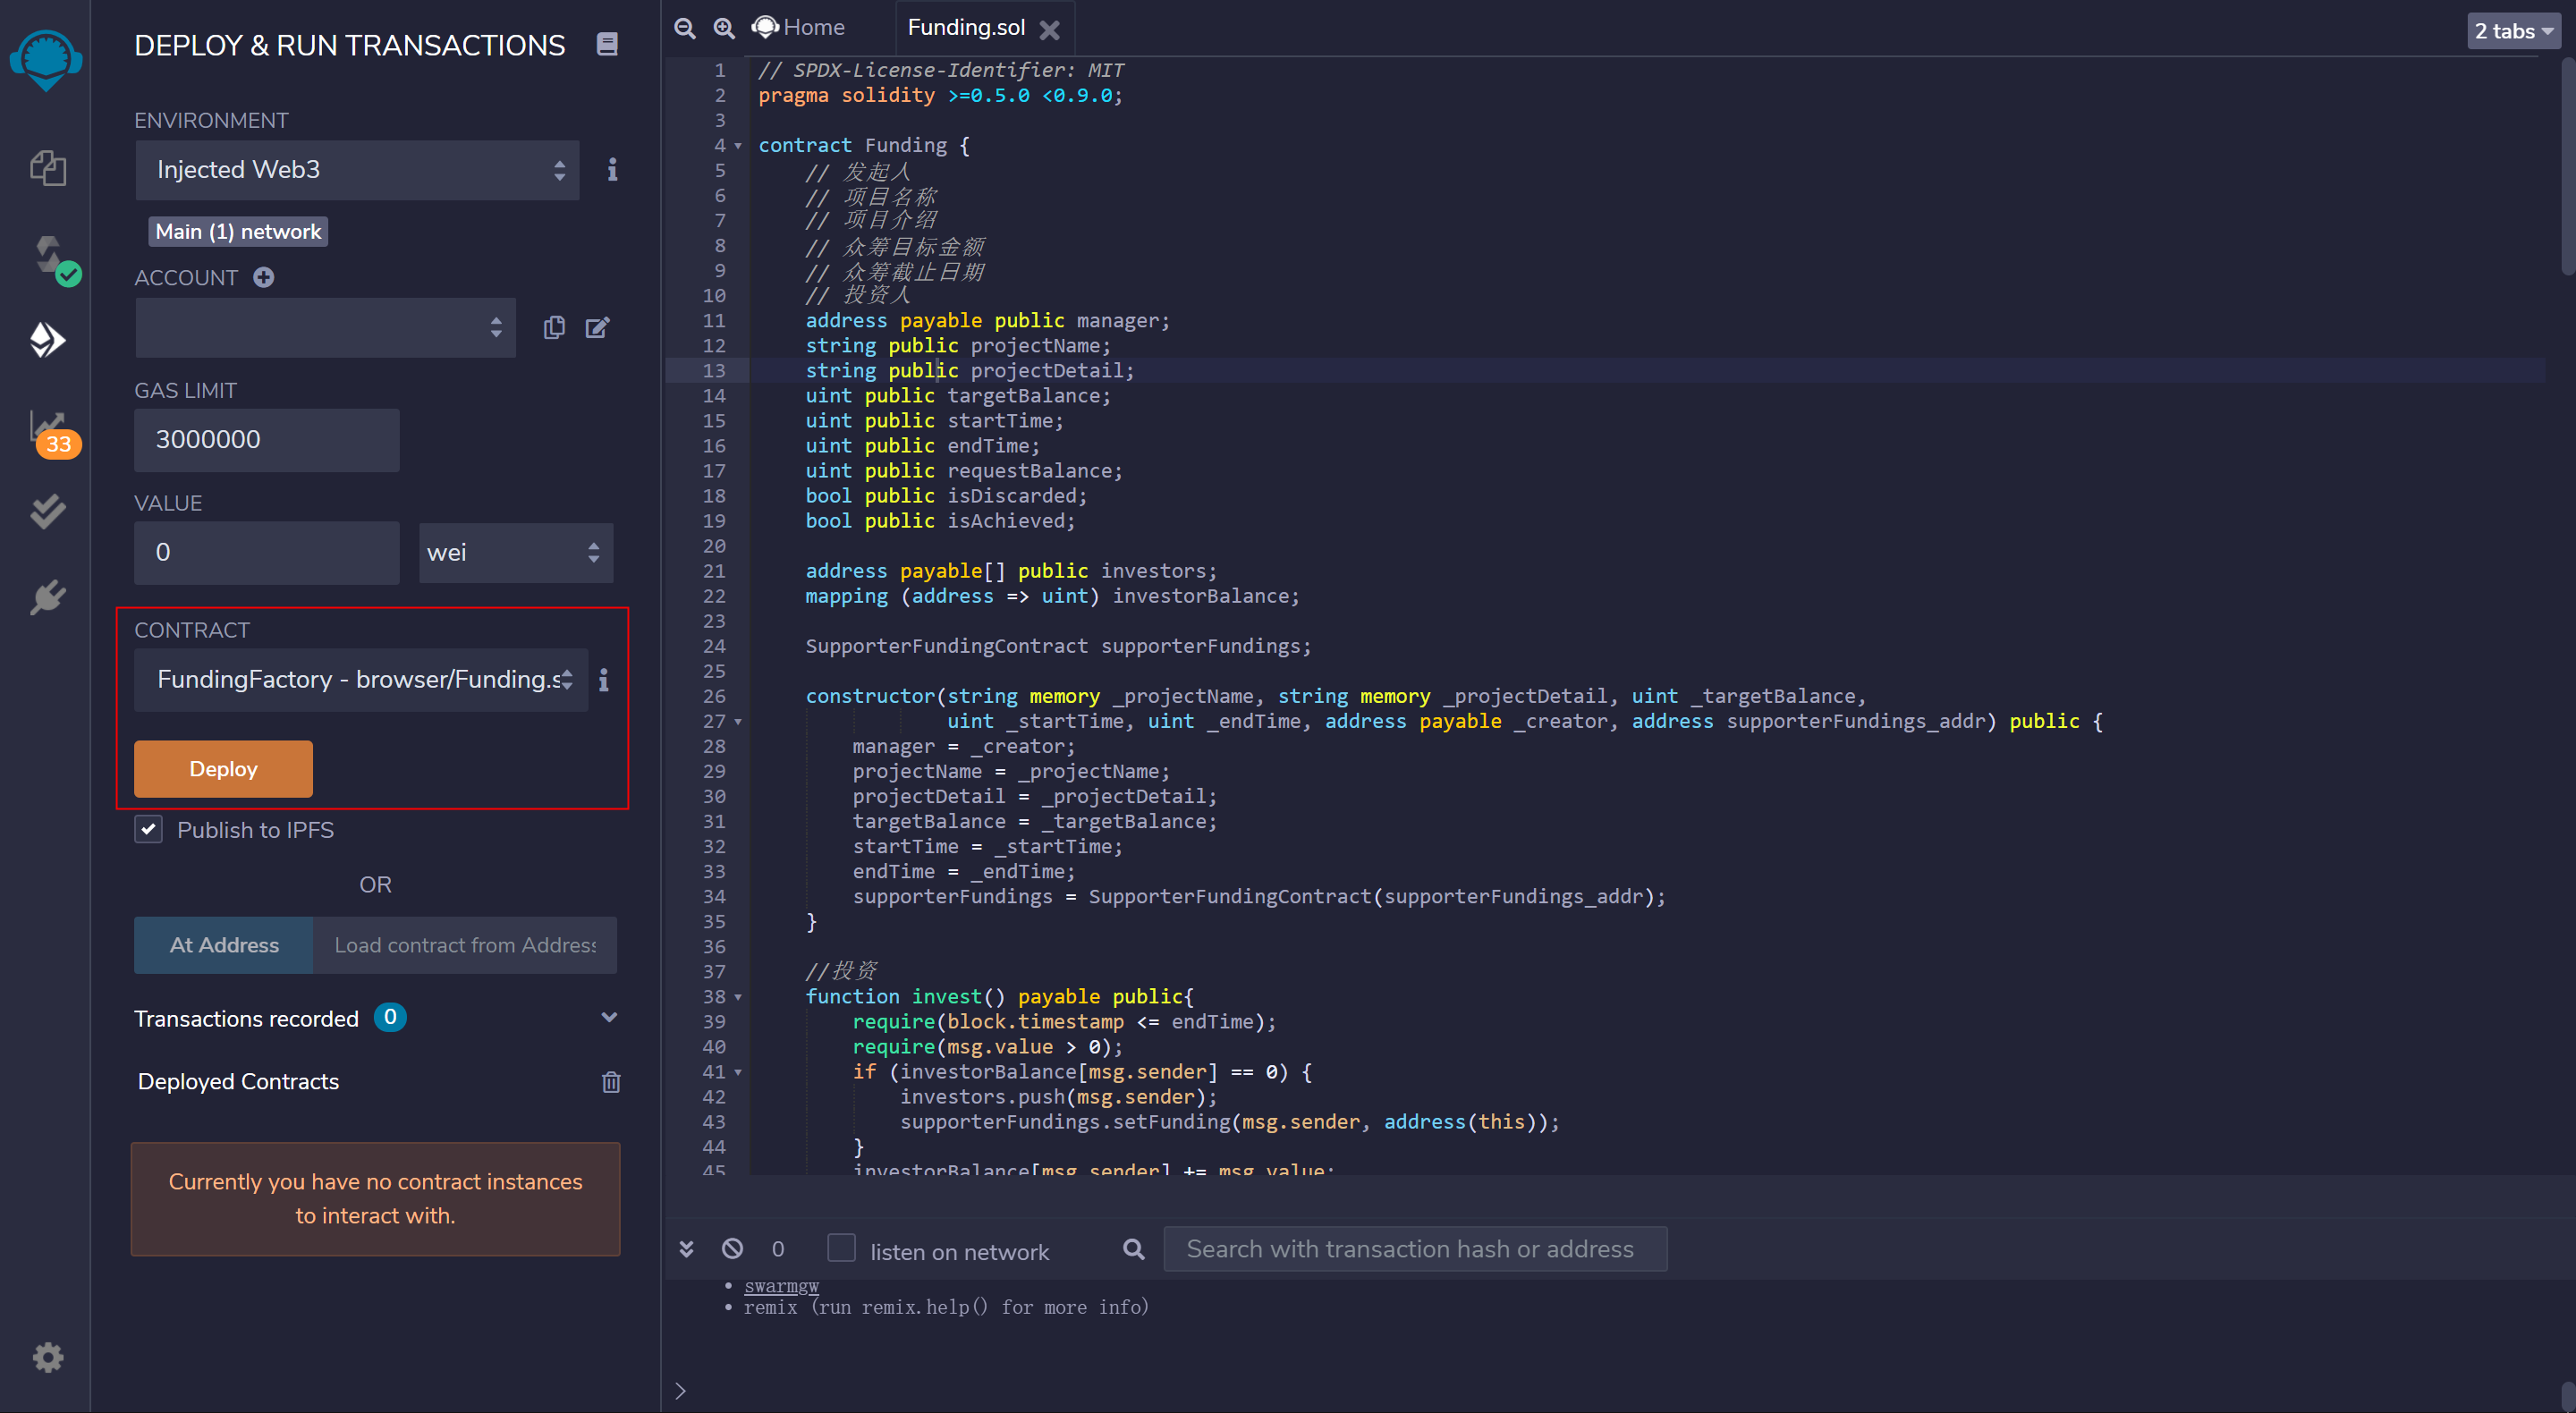 DEPLOY & RUN TRANSACTIONS
ENVIRONMENT
Injected Web3
Main (1) network
ACCOUNT
GAS LIMIT
3000000
VALUE
0
wei
CONTRACT
FundingFactory - browser/Funding.s
Deploy
Publish to IPFS
OR
At Address
Load contract from Address
Transactions recorded 0
Deployed Contracts
Currently you have no contract instances
to interact with.
33
Home
Funding.sol
2 tabs
1 // SPDX-License-Identifier: MIT
2 pragma solidity >=0.5.0 <0.9.0;
3
4 contract Funding {
5 // 发起人
6 // 项目名称
7 // 项目介绍
8 // 众筹目标金额
9 // 众筹截止日期
10 // 投资人
11 address payable public manager;
12 string public projectName;
13 string public projectDetail;
14 uint public targetBalance;
15 uint public startTime;
16 uint public endTime;
17 uint public requestBalance;
18 bool public isDiscarded;
19 bool public isAchieved;
20
21 address payable[] public investors;
22 mapping (address => uint) investorBalance;
23
24 SupporterFundingContract supporterFundings;
25
26 constructor(string memory _projectName, string memory _projectDetail, uint _targetBalance,
27 uint _startTime, uint _endTime, address payable _creator, address supporterFundings_addr) public {
28 manager = _creator;
29 projectName = _projectName;
30 projectDetail = _projectDetail;
31 targetBalance = _targetBalance;
32 startTime = _startTime;
33 endTime = _endTime;
34 supporterFundings = SupporterFundingContract(supporterFundings_addr);
35 }
36
37 //投资
38 function invest() payable public{
39 require(block.timestamp <= endTime);
40 require(msg.value > 0);
41 if (investorBalance[msg.sender] == 0) {
42 investors.push(msg.sender);
43 supporterFundings.setFunding(msg.sender, address(this));
44 }
45 investorBalance[msg.sender] += msg.value;
0
listen on network
Search with transaction hash or address
• swarmgw
• remix (run remix.help() for more info)
>